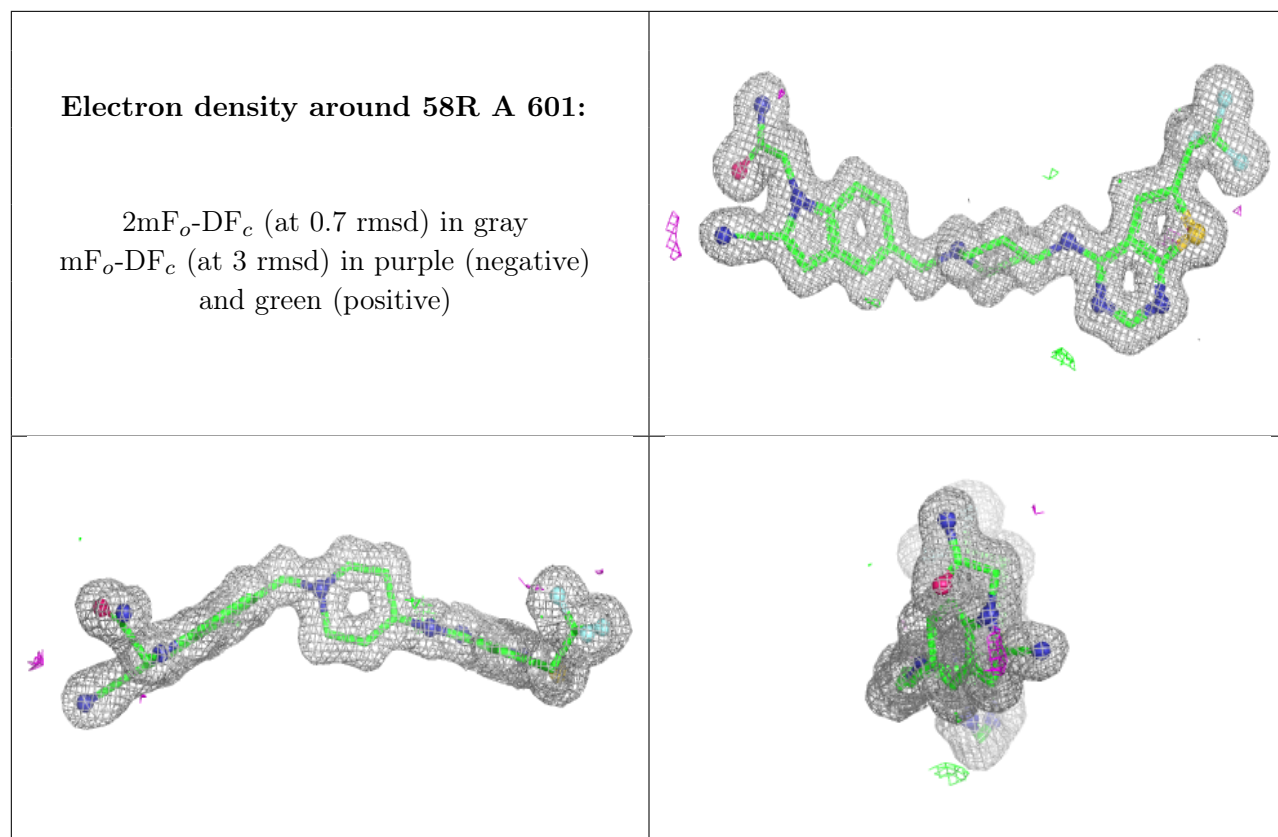 Electron density around 58R A 601:
2mFo-DFc (at 0.7 rmsd) in gray
mFo-DFc (at 3 rmsd) in purple (negative)
and green (positive)